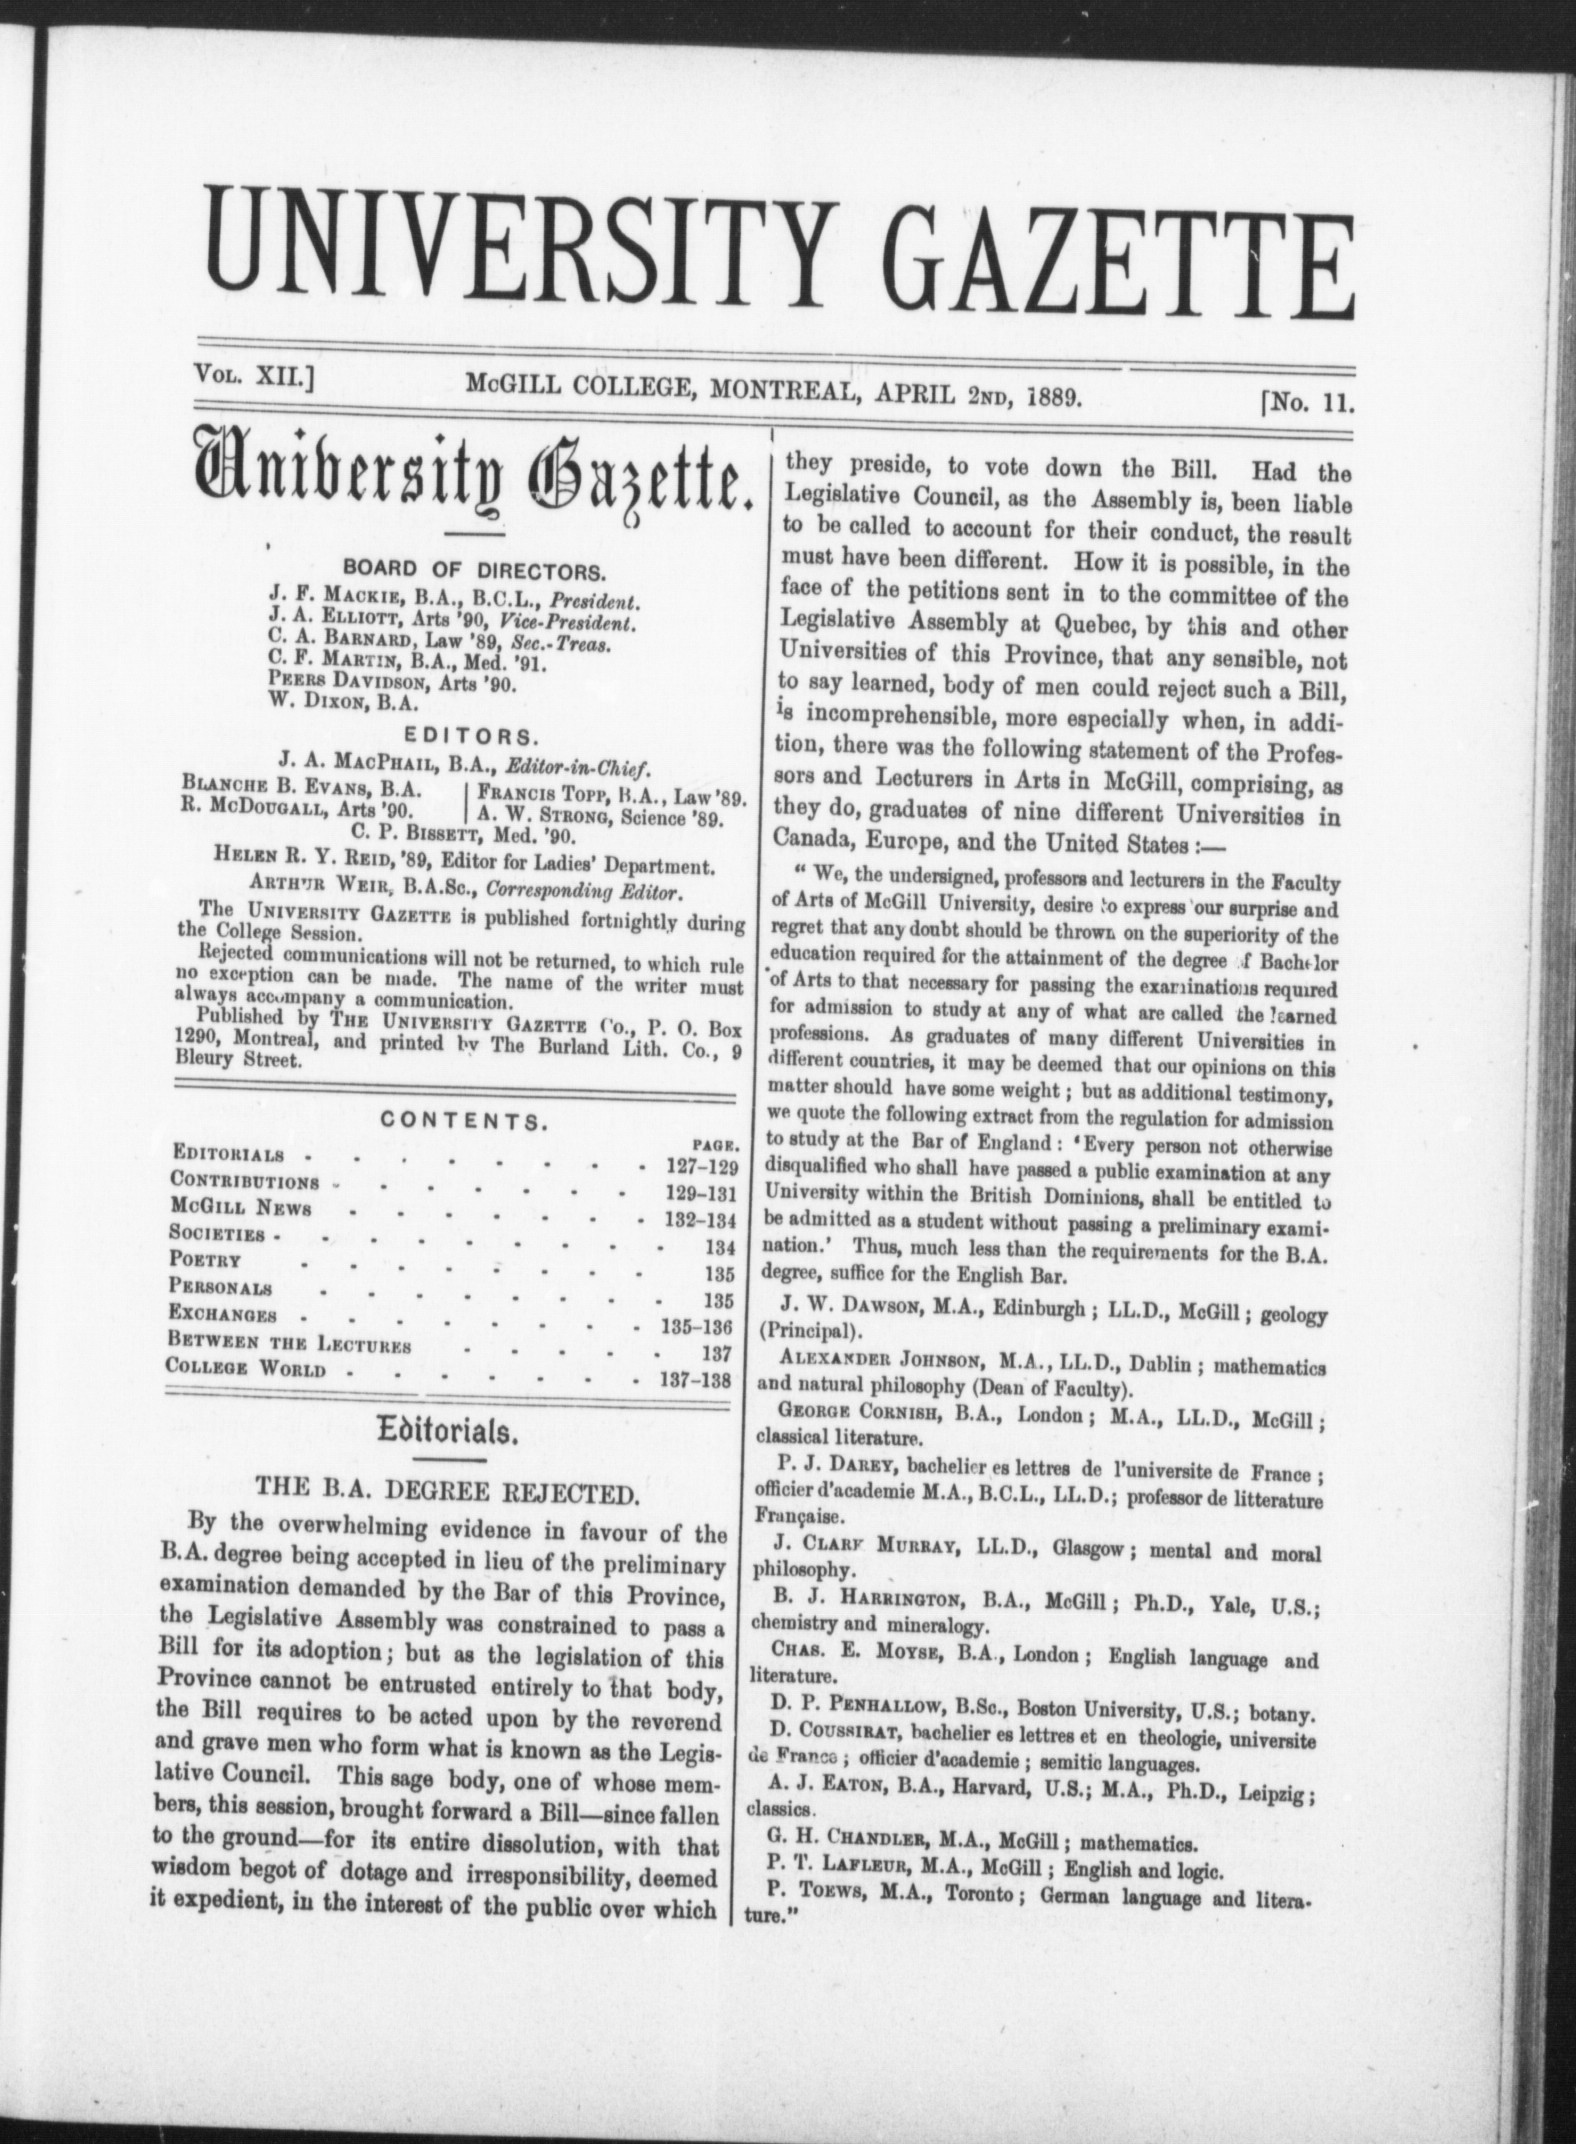 UNIVERSITY GAZETTE
VOL. XII.]
McGILL COLLEGE, MONTREAL, APRIL 2ND, 1889.
[No. 11.
University Gazette.
BOARD OF DIRECTORS.
J. F. MACKIE, B.A., B.C.L., President.
J. A. ELLIOTT, Arts '90, Vice-President.
C. A. BARNARD, Law '89, Sec.-Treas.
C. F. MARTIN, B.A., Med. '91.
PEERS DAVIDSON, Arts '90.
W. DIXON, B.A.
EDITORS.
J. A. MACPHAIL, B.A., Editor-in-Chief.
BLANCHE B. EVANS, B.A. | FRANCIS TOPP, B.A., Law '89.
R. McDOUGALL, Arts '90. | A. W. STRONG, Science '89.
C. P. BISSETT, Med. '90.
HELEN R. Y. REID, '89, Editor for Ladies' Department.
ARTHUR WEIR, B.A.Sc., Corresponding Editor.
The UNIVERSITY GAZETTE is published fortnightly during
the College Session.
Rejected communications will not be returned, to which rule
no exception can be made. The name of the writer must
always accompany a communication.
Published by THE UNIVERSITY GAZETTE Co., P. O. Box
1290, Montreal, and printed by The Burland Lith. Co., 9
Bleury Street.
CONTENTS.
PAGE.
EDITORIALS - - - - - - - - 127-129
CONTRIBUTIONS - - - - - - - 129-131
McGILL NEWS - - - - - - - 132-134
SOCIETIES - - - - - - - - - 134
POETRY - - - - - - - - 135
PERSONALS - - - - - - - - 135
EXCHANGES - - - - - - - - 135-136
BETWEEN THE LECTURES - - - - - 137
COLLEGE WORLD - - - - - - - 137-138
Editorials.
THE B.A. DEGREE REJECTED.
By the overwhelming evidence in favour of the
B.A. degree being accepted in lieu of the preliminary
examination demanded by the Bar of this Province,
the Legislative Assembly was constrained to pass a
Bill for its adoption; but as the legislation of this
Province cannot be entrusted entirely to that body,
the Bill requires to be acted upon by the reverend
and grave men who form what is known as the Legis-
lative Council. This sage body, one of whose mem-
bers, this session, brought forward a Bill—since fallen
to the ground—for its entire dissolution, with that
wisdom begot of dotage and irresponsibility, deemed
it expedient, in the interest of the public over which
they preside, to vote down the Bill. Had the
Legislative Council, as the Assembly is, been liable
to be called to account for their conduct, the result
must have been different. How it is possible, in the
face of the petitions sent in to the committee of the
Legislative Assembly at Quebec, by this and other
Universities of this Province, that any sensible, not
to say learned, body of men could reject such a Bill,
is incomprehensible, more especially when, in addi-
tion, there was the following statement of the Profes-
sors and Lecturers in Arts in McGill, comprising, as
they do, graduates of nine different Universities in
Canada, Europe, and the United States :—
" We, the undersigned, professors and lecturers in the Faculty
of Arts of McGill University, desire to express our surprise and
regret that any doubt should be thrown on the superiority of the
education required for the attainment of the degree of Bachelor
of Arts to that necessary for passing the examinations required
for admission to study at any of what are called the learned
professions. As graduates of many different Universities in
different countries, it may be deemed that our opinions on this
matter should have some weight ; but as additional testimony,
we quote the following extract from the regulation for admission
to study at the Bar of England : 'Every person not otherwise
disqualified who shall have passed a public examination at any
University within the British Dominions, shall be entitled to
be admitted as a student without passing a preliminary exami-
nation.' Thus, much less than the requirements for the B.A.
degree, suffice for the English Bar.
J. W. DAWSON, M.A., Edinburgh ; LL.D., McGill ; geology
(Principal).
ALEXANDER JOHNSON, M.A., LL.D., Dublin ; mathematics
and natural philosophy (Dean of Faculty).
GEORGE CORNISH, B.A., London ; M.A., LL.D., McGill ;
classical literature.
P. J. DAREY, bachelier es lettres de l'universite de France ;
officier d'academie M.A., B.C.L., LL.D.; professor de litterature
Française.
J. CLARK MURRAY, LL.D., Glasgow ; mental and moral
philosophy.
B. J. HARRINGTON, B.A., McGill ; Ph.D., Yale, U.S.;
chemistry and mineralogy.
CHAS. E. MOYSE, B.A., London ; English language and
literature.
D. P. PENHALLOW, B.Sc., Boston University, U.S.; botany.
D. COUSSIRAT, bachelier es lettres et en theologie, universite
de France ; officier d'academie ; semitic languages.
A. J. EATON, B.A., Harvard, U.S.; M.A., Ph.D., Leipzig ;
classics.
G. H. CHANDLER, M.A., McGill ; mathematics.
P. T. LAFLEUR, M.A., McGill ; English and logic.
P. TOEWS, M.A., Toronto ; German language and litera-
ture."